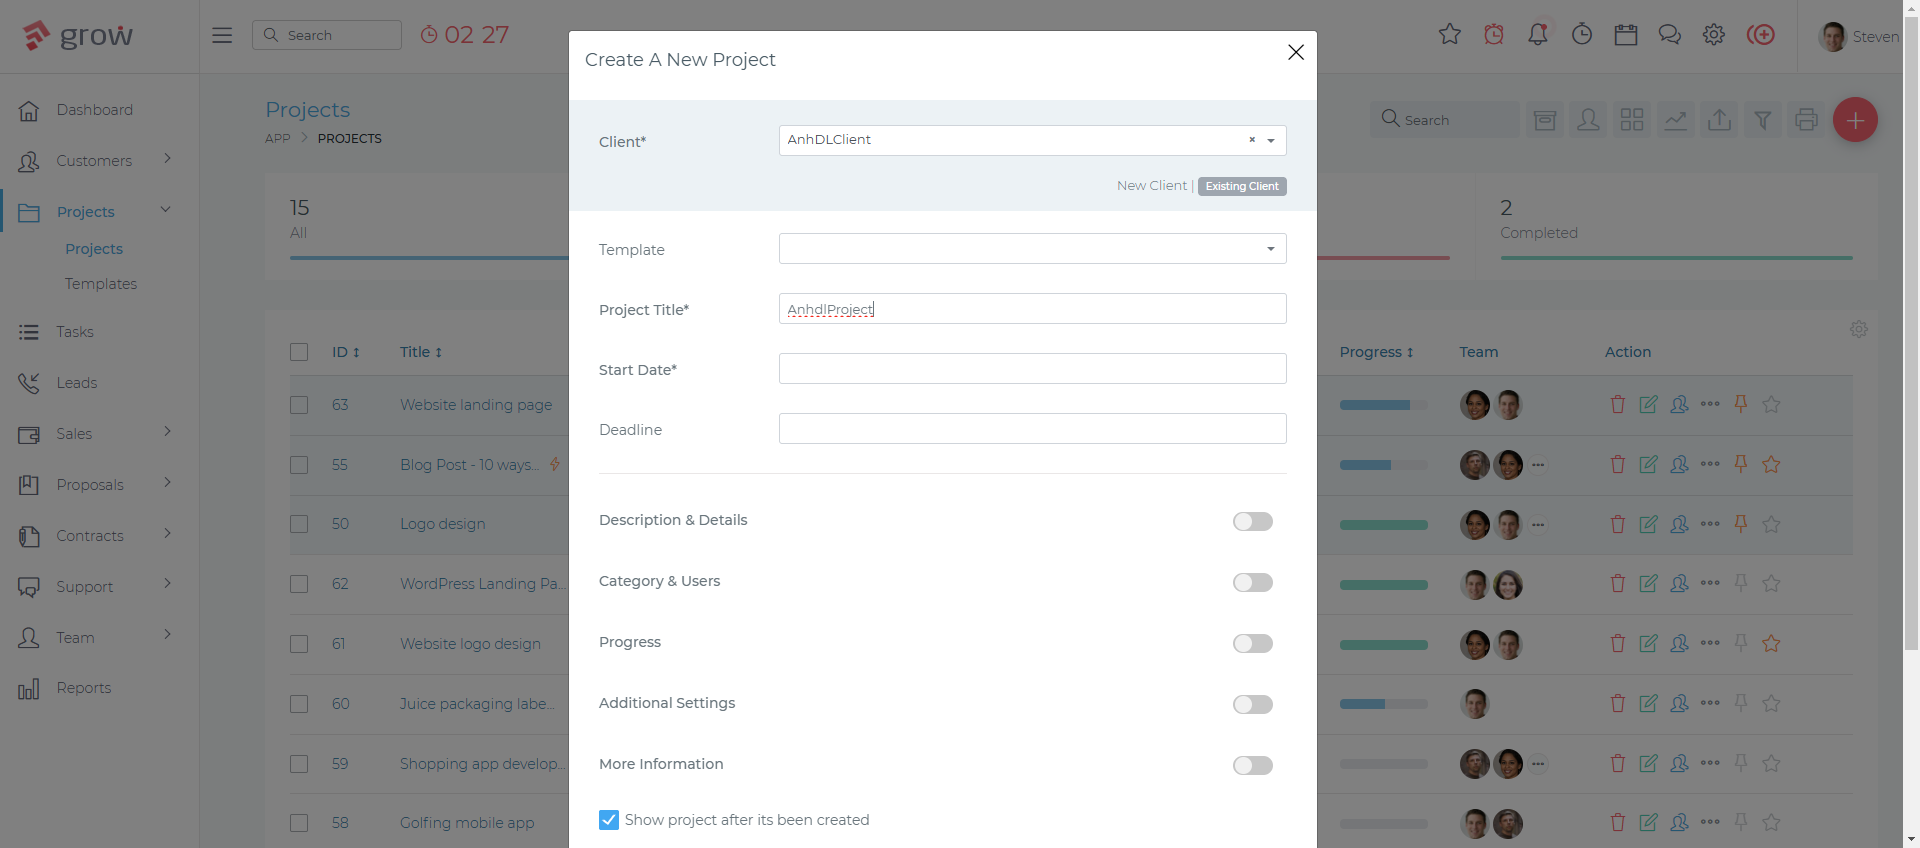 grow
Search
02 27
Steven
Dashboard
Customers
Projects
Projects
Templates
Tasks
Leads
Sales
Proposals
Contracts
Support
Team
Reports
Projects
APP > PROJECTS
Search
15
All
2
Completed
ID
Title
Progress
Team
Action
63 Website landing page
55 Blog Post - 10 ways...
50 Logo design
62 WordPress Landing Pa...
61 Website logo design
60 Juice packaging labe...
59 Shopping app develop...
58 Golfing mobile app
Create A New Project
Client*
AnhDLClient
New Client | Existing Client
Template
Project Title*
AnhdlProject
Start Date*
Deadline
Description & Details
Category & Users
Progress
Additional Settings
More Information
Show project after its been created